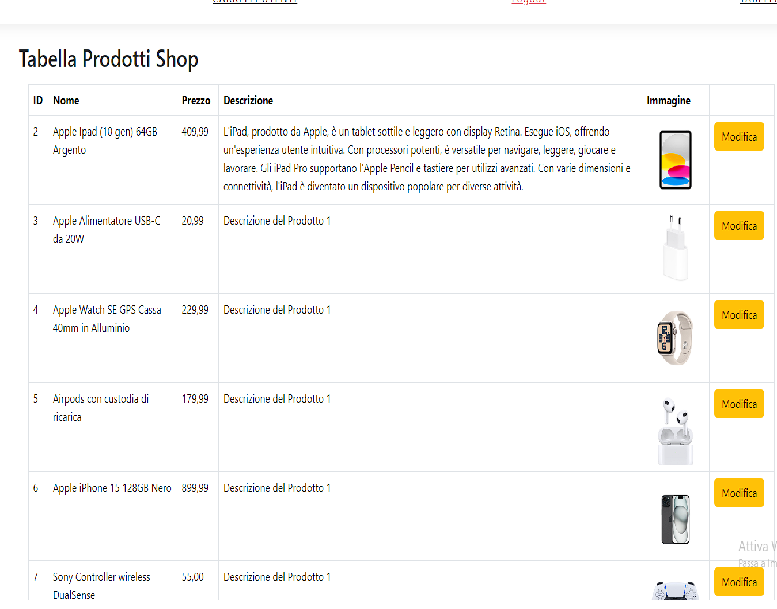 Tabella Prodotti Shop
ID Nome Prezzo Descrizione Immagine
2 Apple Ipad (10 gen) 64GB 409,99 L'iPad, prodotto da Apple, è un tablet sottile e leggero con display Retina. Esegue iOS, offrendo Modifica
Argento un'esperienza utente intuitiva. Con processori potenti, è versatile per navigare, leggere, giocare e
lavorare. Gli iPad Pro supportano l'Apple Pencil e tastiere per utilizzi avanzati. Con varie dimensioni e
connettività, l'iPad è diventato un dispositivo popolare per diverse attività.
3 Apple Alimentatore USB-C 20,99 Descrizione del Prodotto 1 Modifica
da 20W
4 Apple Watch SE GPS Cassa 229,99 Descrizione del Prodotto 1 Modifica
40mm in Alluminio
5 Airpods con custodia di 179,99 Descrizione del Prodotto 1 Modifica
ricarica
6 Apple iPhone 15 128GB Nero 899,99 Descrizione del Prodotto 1 Modifica
Attiva
7 Sony Controller wireless 55,00 Descrizione del Prodotto 1 Modifica
DualSense